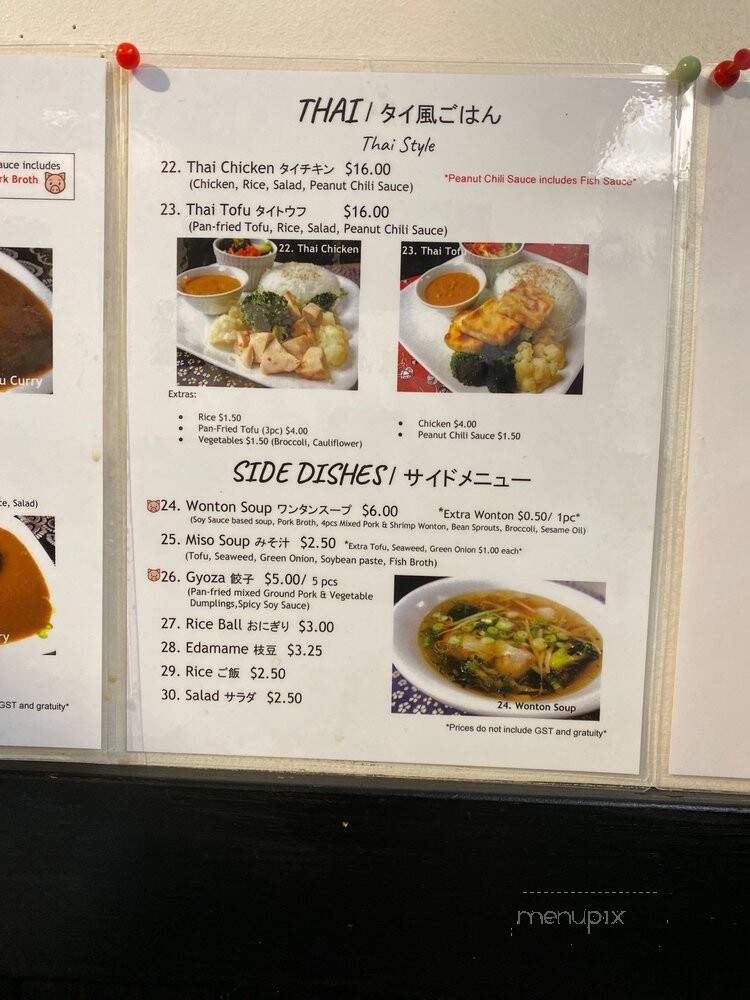 auce includes
rk Broth
u Curry
ce, Salad)
ry
GST and gratuity*
THAI / タイ風ごはん
Thai Style
22. Thai Chicken タイチキン $16.00
(Chicken, Rice, Salad, Peanut Chili Sauce)
*Peanut Chili Sauce includes Fish Sauce*
23. Thai Tofu タイトウフ $16.00
(Pan-fried Tofu, Rice, Salad, Peanut Chili Sauce)
22. Thai Chicken
23. Thai Tofu
Extras:
• Rice $1.50
• Pan-Fried Tofu (3pc) $4.00
• Vegetables $1.50 (Broccoli, Cauliflower)
• Chicken $4.00
• Peanut Chili Sauce $1.50
SIDE DISHES / サイドメニュー
24. Wonton Soup ワンタンスープ $6.00 *Extra Wonton $0.50/ 1pc*
(Soy Sauce based soup, Pork Broth, 4pcs Mixed Pork & Shrimp Wonton, Bean Sprouts, Broccoli, Sesame Oil)
25. Miso Soup みそ汁 $2.50 *Extra Tofu, Seaweed, Green Onion $1.00 each*
(Tofu, Seaweed, Green Onion, Soybean paste, Fish Broth)
26. Gyoza 餃子 $5.00/ 5 pcs
(Pan-fried mixed Ground Pork & Vegetable
Dumplings,Spicy Soy Sauce)
27. Rice Ball おにぎり $3.00
28. Edamame 枝豆 $3.25
29. Rice ご飯 $2.50
30. Salad サラダ $2.50
24. Wonton Soup
*Prices do not include GST and gratuity*
menupix